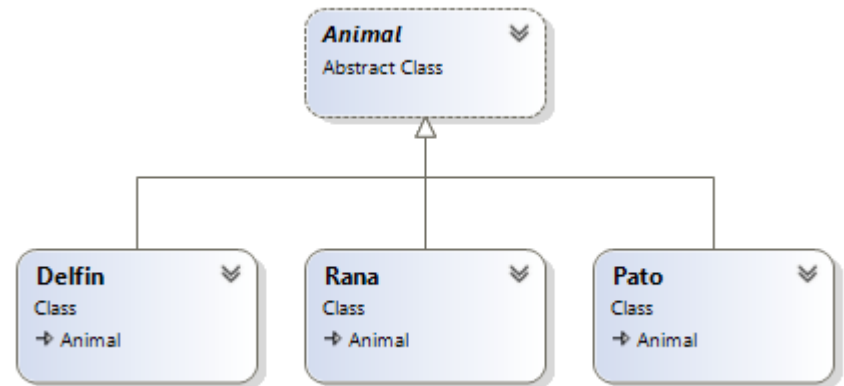 Animal
Abstract Class
Delfin
Class
Animal
Rana
Class
Animal
Pato
Class
Animal